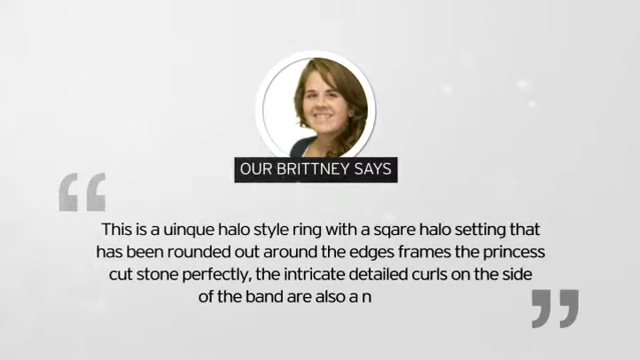 OUR BRITTNEY SAYS
This is a uinque halo style ring with a sqare halo setting that
has been rounded out around the edges frames the princess
cut stone perfectly, the intricate detailed curls on the side
of the band are also a n